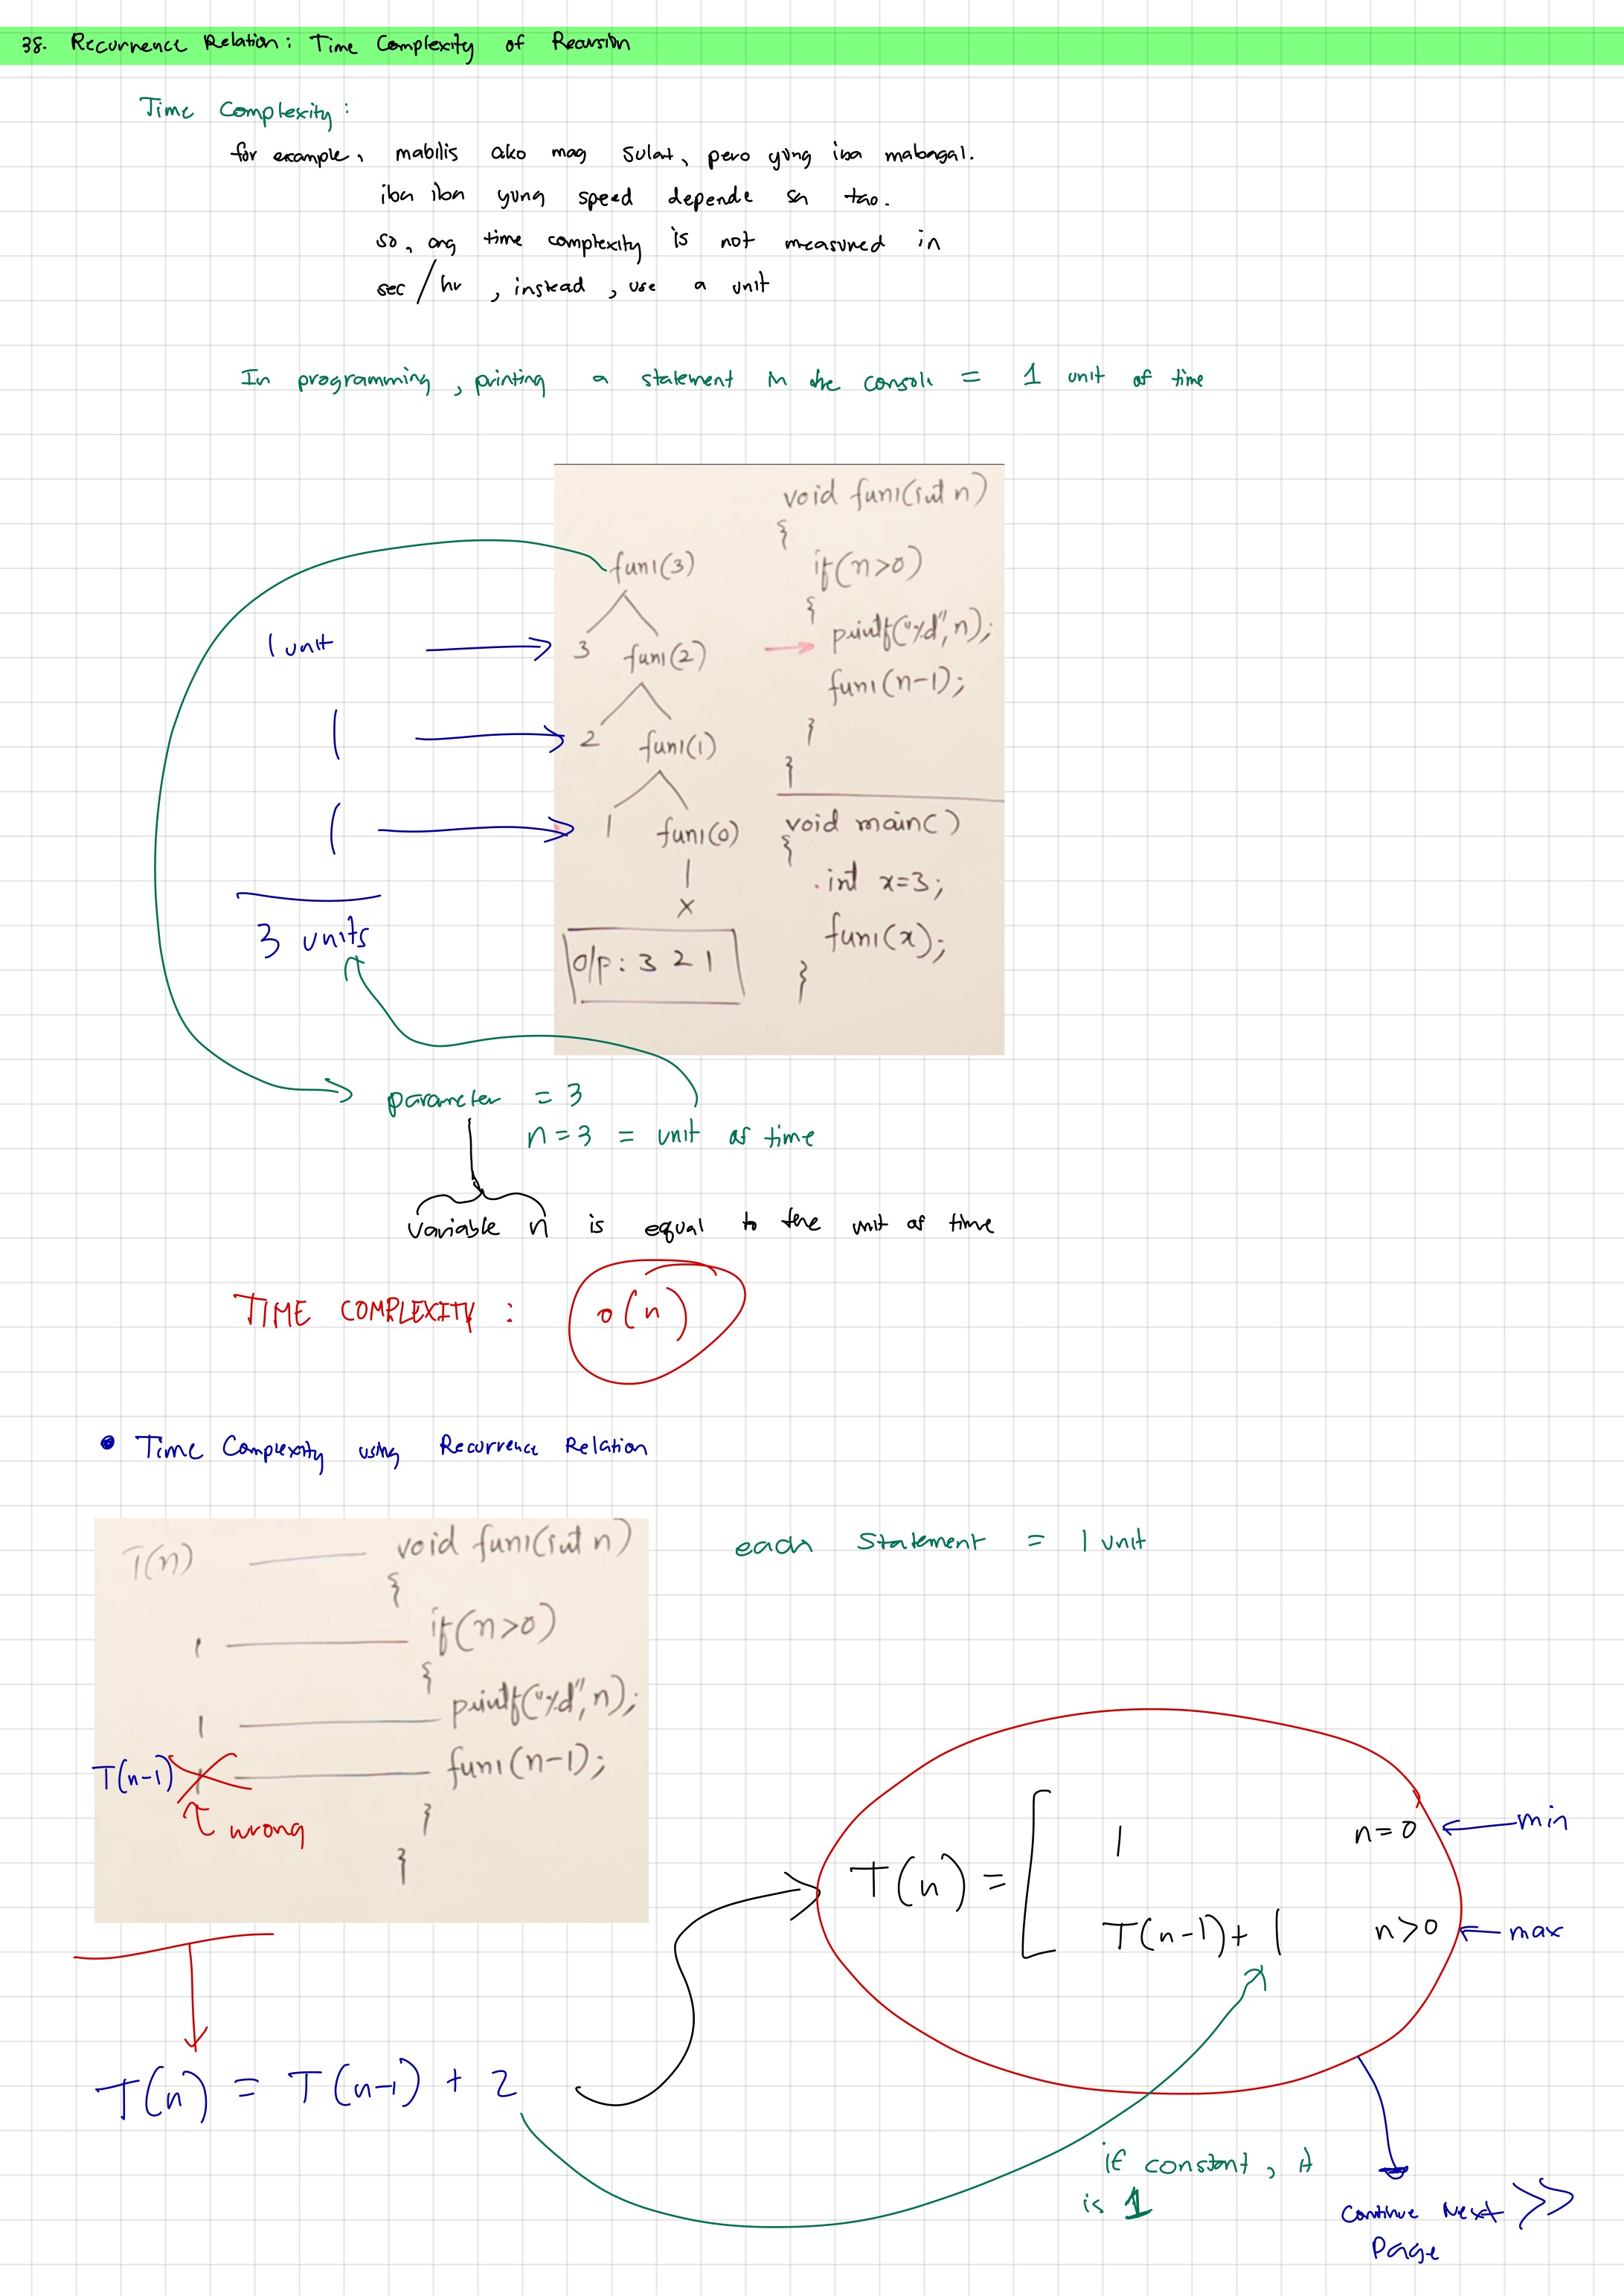 38. Recurrence Relation: Time Complexity of Recursion
Time Complexity:
for example, mabilis ako mag sulat, pero yung iba mabagal.
iba iba yung speed depende sa tao.
so, ang time complexity is not measured in
sec/hr, instead, use a unit
In programming, printing a statement in the console = 1 unit of time
void fun1(int n)
{
if(n>0)
{
printf("%d",n);
fun1(n-1);
}
}
void main()
{
int x=3;
fun1(x);
}
fun1(3)
1 unit
3 fun1(2)
1
2 fun1(1)
1
1 fun1(0)
X
3 units
o/p: 3 2 1
parameter = 3
n=3 = unit of time
variable n is equal to the unit of time
TIME COMPLEXITY: o(n)
• Time Complexity using Recurrence Relation
T(n) void fun1(int n)
{
1 if(n>0)
{
1 printf("%d",n);
T(n-1) 1 fun1(n-1);
wrong
}
}
each statement = 1 unit
T(n) = 1 n=0 min
T(n-1)+1 n>0 max
T(n) = T(n-1) + 2
if constant, it
is 1
Continue Next >>
Page